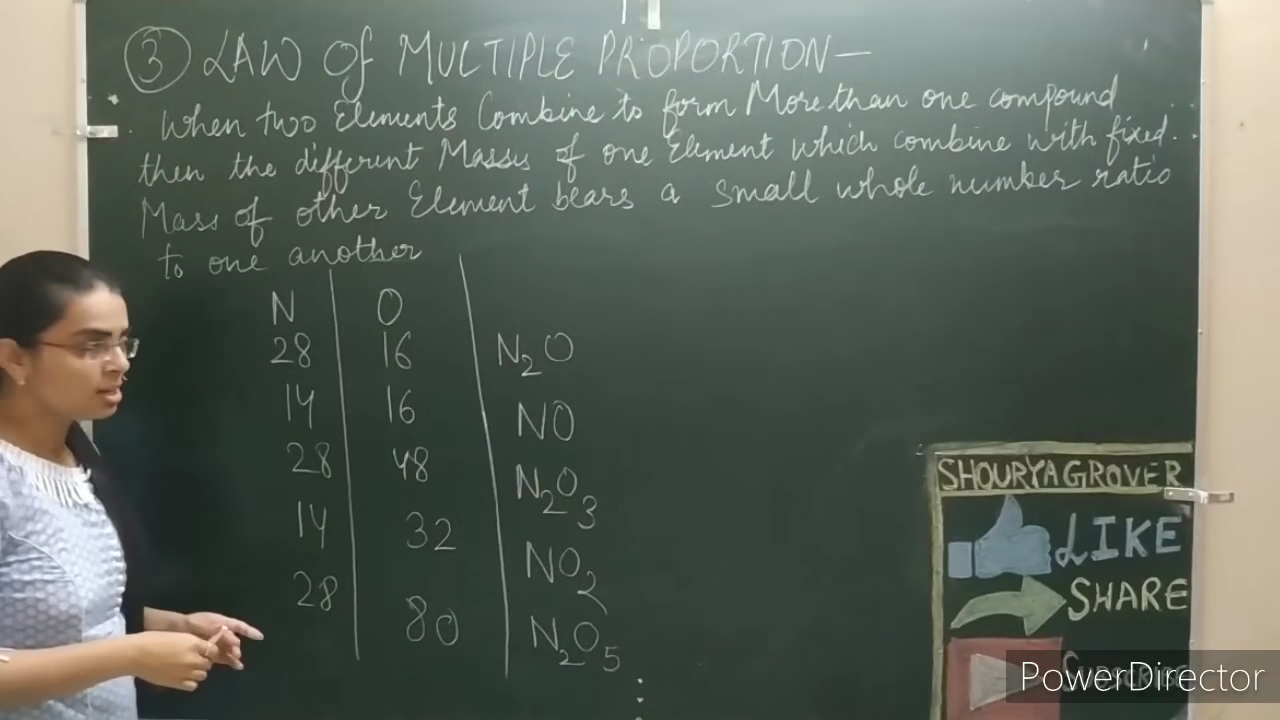 ③ LAW Of MULTIPLE PROPORTION—
When two Elements Combine to form More than one compound
then the different Masses of one Element which combine with fixed..
Mass of other Element bears a small whole number ratio
to one another
N O
28 16 N₂O
14 16 NO
28 48 N₂O₃
14 32 NO₂
28 80 N₂O₅
SHOURYAGROVER
LIKE
SHARE
SUBSCRIBE
PowerDirector